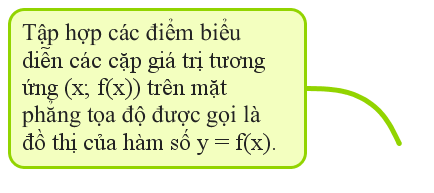 Tập hợp các điểm biểu
diễn các cặp giá trị tương
ứng (x; f(x)) trên mặt
phẳng tọa độ được gọi là
đồ thị của hàm số y = f(x).